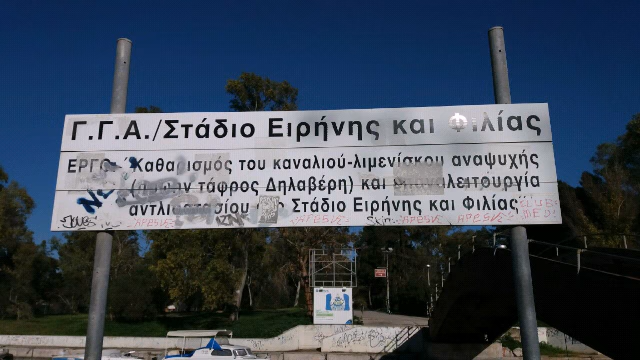 Γ.Γ.Α./Στάδιο Ειρήνης και Φιλίας
ΕΡΓΟ: "Καθαρισμός του καναλιού-λιμενίσκου αναψυχής
(πρώην τάφρος Δηλαβέρη) και επαναλειτουργία
αντλιοστασίου στο Στάδιο Ειρήνης και Φιλίας"